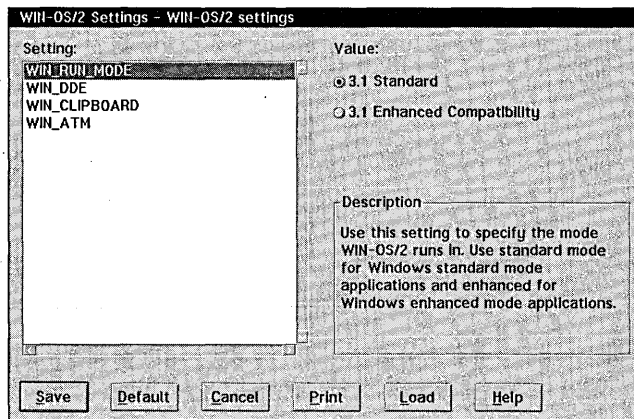 WIN-OS/2 Settings - WIN-OS/2 settings
Setting:
WIN_RUN_MODE
WIN_DDE
WIN_CLIPBOARD
WIN_ATM
Value:
3.1 Standard
3.1 Enhanced Compatibility
Description
Use this setting to specify the mode
WIN-OS/2 runs in. Use standard mode
for Windows standard mode
applications and enhanced for
Windows enhanced mode applications.
Save
Default
Cancel
Print
Load
Help